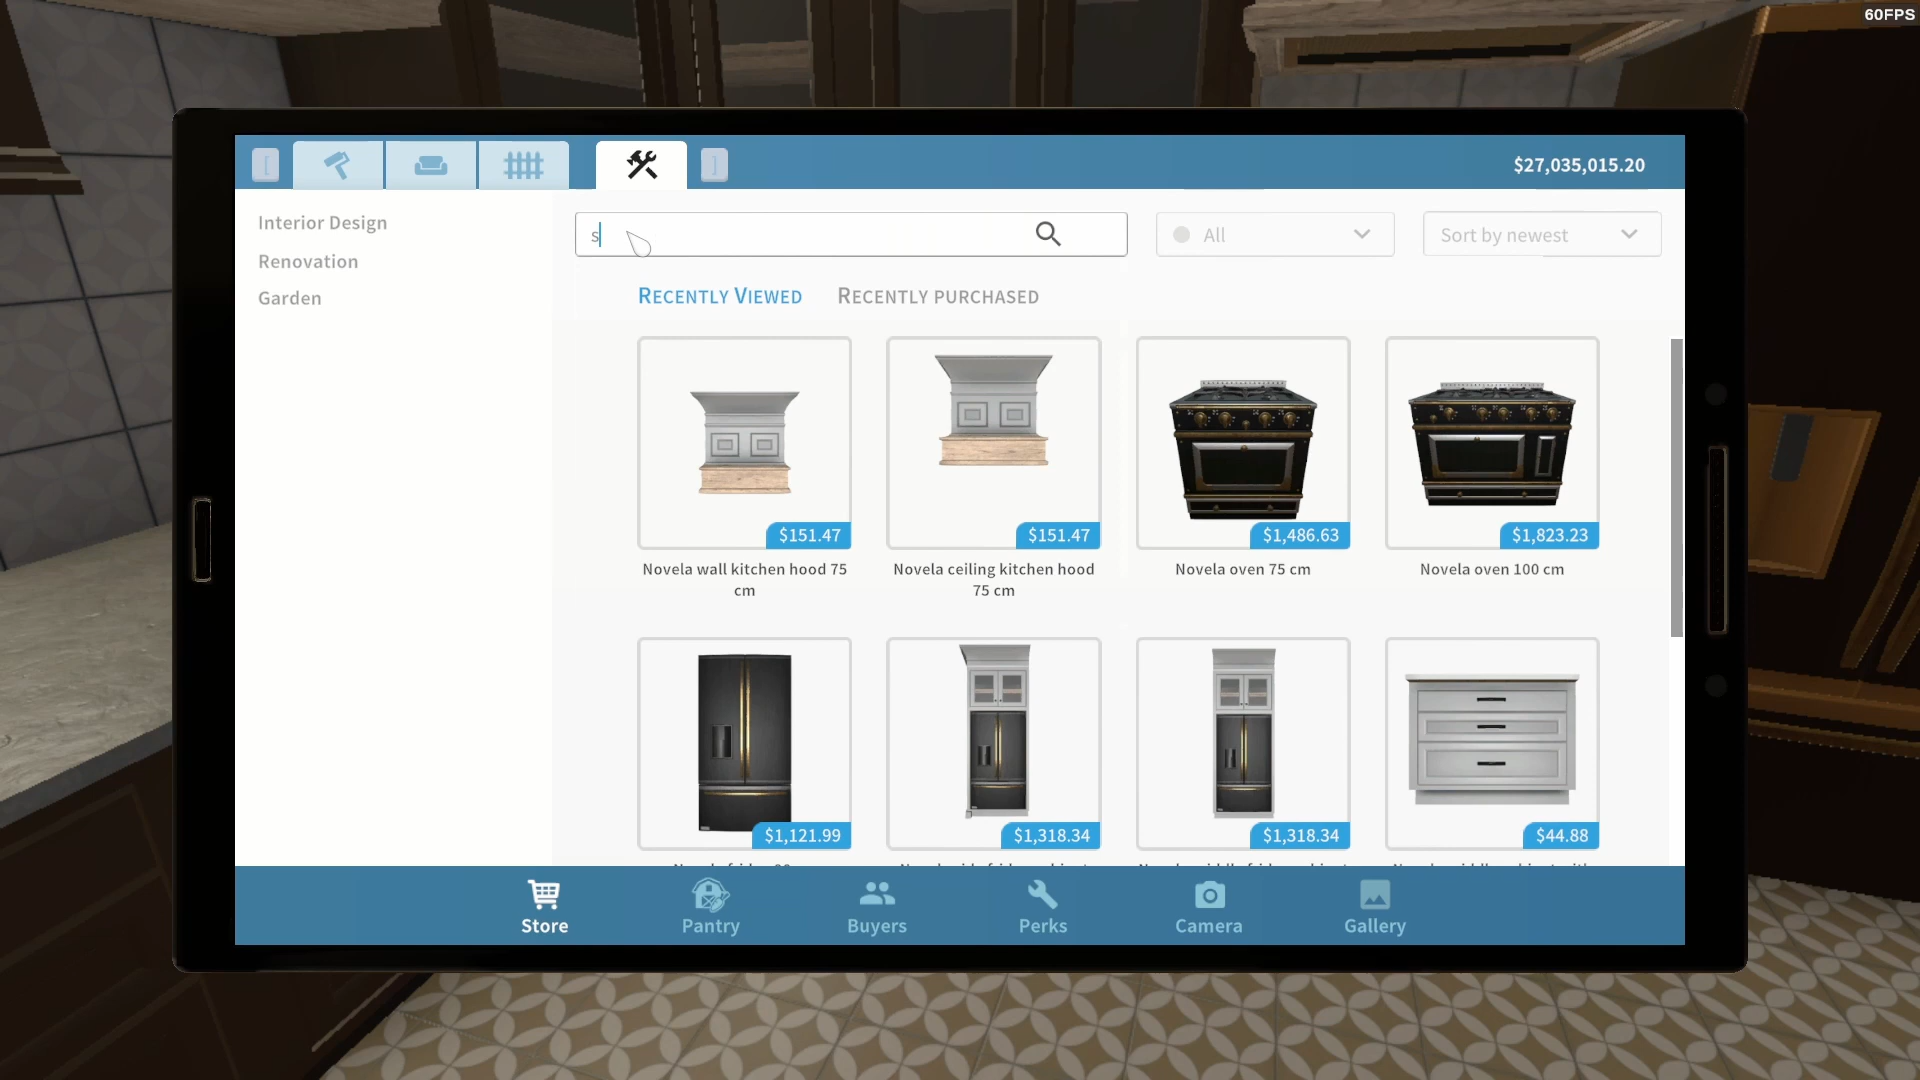 60FPS
[
]
$27,035,015.20
Interior Design
Renovation
Garden
s
All
Sort by newest
RECENTLY VIEWED
RECENTLY PURCHASED
$151.47
$151.47
$1,486.63
$1,823.23
Novela wall kitchen hood 75
cm
Novela ceiling kitchen hood
75 cm
Novela oven 75 cm
Novela oven 100 cm
$1,121.99
$1,318.34
$1,318.34
$44.88
Store
Pantry
Buyers
Perks
Camera
Gallery